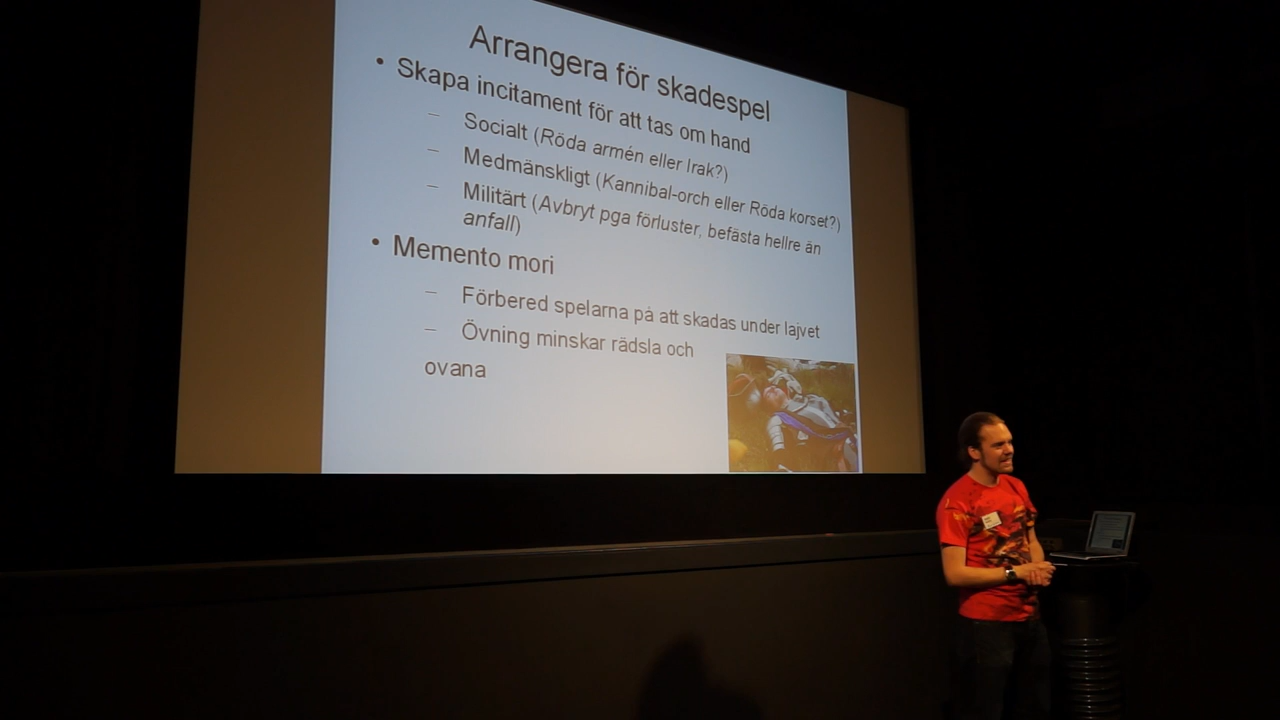 Arrangera för skadespel
• Skapa incitament för att tas om hand
– Socialt (Röda armén eller Irak?)
– Medmänskligt (Kannibal-orch eller Röda korset?)
– Militärt (Avbryt pga förluster, befästa hellre än
anfall)
• Memento mori
– Förbered spelarna på att skadas under lajvet
– Övning minskar rädsla och
ovana